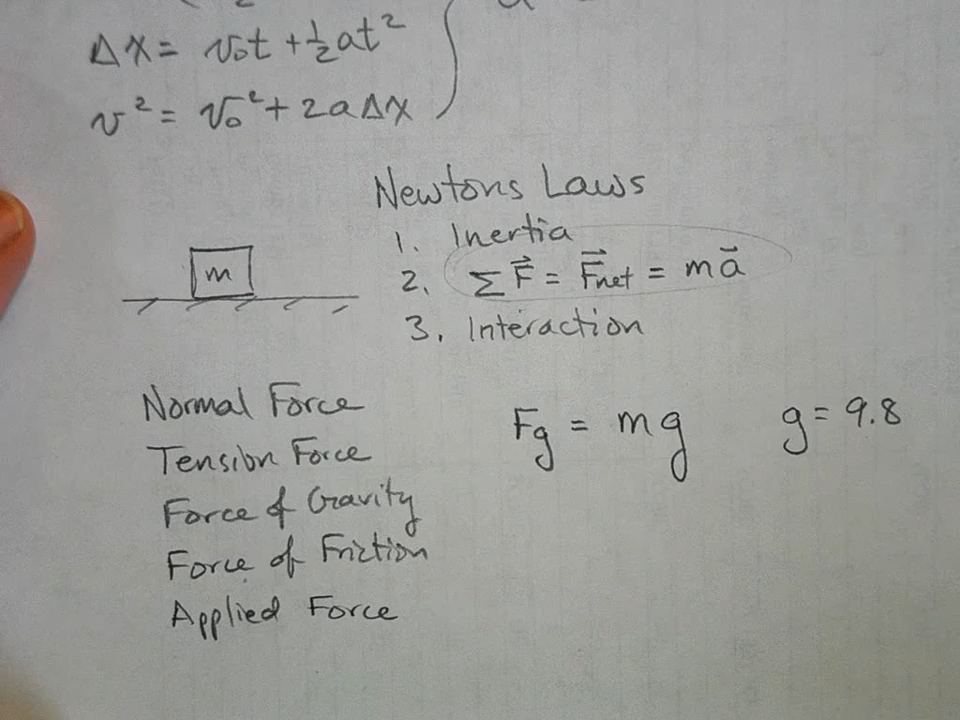 Δx = v₀t + ½at²
v² = v₀² + 2aΔx
Newtons Laws
1. Inertia
2. ΣF⃗ = F⃗net = ma⃗
3. Interaction
m
Normal Force
Tension Force
Force of Gravity
Force of Friction
Applied Force
Fg = mg
g = 9.8